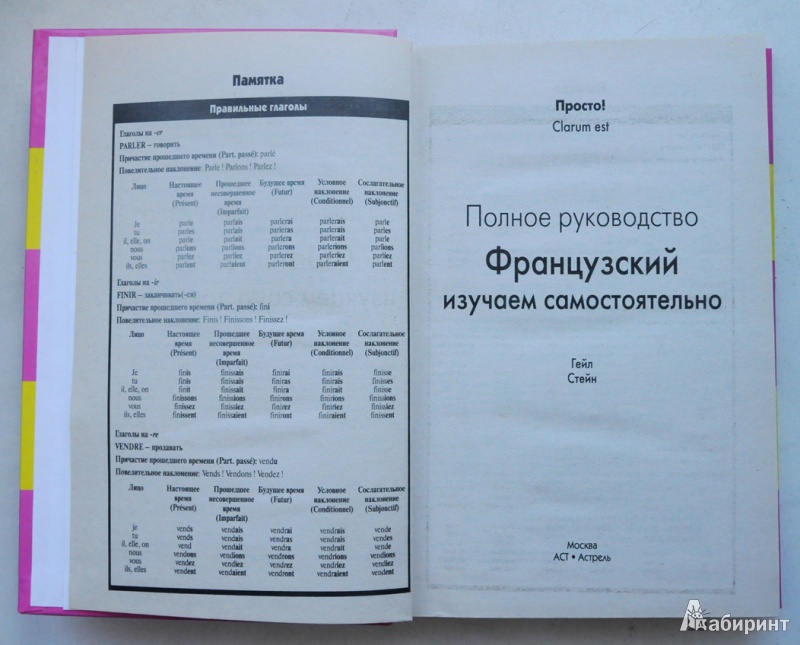 Памятка
Правильные глаголы
Глаголы на -er
PARLER – говорить
Причастие прошедшего времени (Part. passé): parlé
Повелительное наклонение: Parle ! Parlons ! Parlez !
Лицо Настоящее Прошедшее Будущее время Условное Сослагательное
время несовершенное (Futur) наклонение наклонение
(Présent) время (Conditionnel) (Subjonctif)
(Imparfait)
Je parle parlais parlerai parlerais parle
tu parles parlais parleras parlerais parles
il, elle, on parle parlait parlera parlerait parle
nous parlons parlions parlerons parlerions parlions
vous parlez parliez parlerez parleriez parliez
ils, elles parlent parlaient parleront parleraient parlent
Глаголы на -ir
FINIR – заканчивать(-ся)
Причастие прошедшего времени (Part. passé): fini
Повелительное наклонение: Finis ! Finissons ! Finissez !
Лицо Настоящее Прошедшее Будущее время Условное Сослагательное
время несовершенное (Futur) наклонение наклонение
(Présent) время (Conditionnel) (Subjonctif)
(Imparfait)
Je finis finissais finirai finirais finisse
tu finis finissais finiras finirais finisses
il, elle, on finit finissait finira finirait finisse
nous finissons finissions finirons finirions finissions
vous finissez finissiez finirez finiriez finissiez
ils, elles finissent finissaient finiront finiraient finissent
Глаголы на -re
VENDRE – продавать
Причастие прошедшего времени (Part. passé): vendu
Повелительное наклонение: Vends ! Vendons ! Vendez !
Лицо Настоящее Прошедшее Будущее время Условное Сослагательное
время несовершенное (Futur) наклонение наклонение
(Présent) время (Conditionnel) (Subjonctif)
(Imparfait)
je vends vendais vendrai vendrais vende
tu vends vendais vendras vendrais vendes
il, elle, on vend vendait vendra vendrait vende
nous vendons vendions vendrons vendrions vendions
vous vendez vendiez vendrez vendriez vendiez
ils, elles vendent vendaient vendront vendraient vendent
Просто!
Clarum est
Полное руководство
Французский
изучаем самостоятельно
Гейл
Стейн
Москва
АСТ • Астрель
Лабиринт